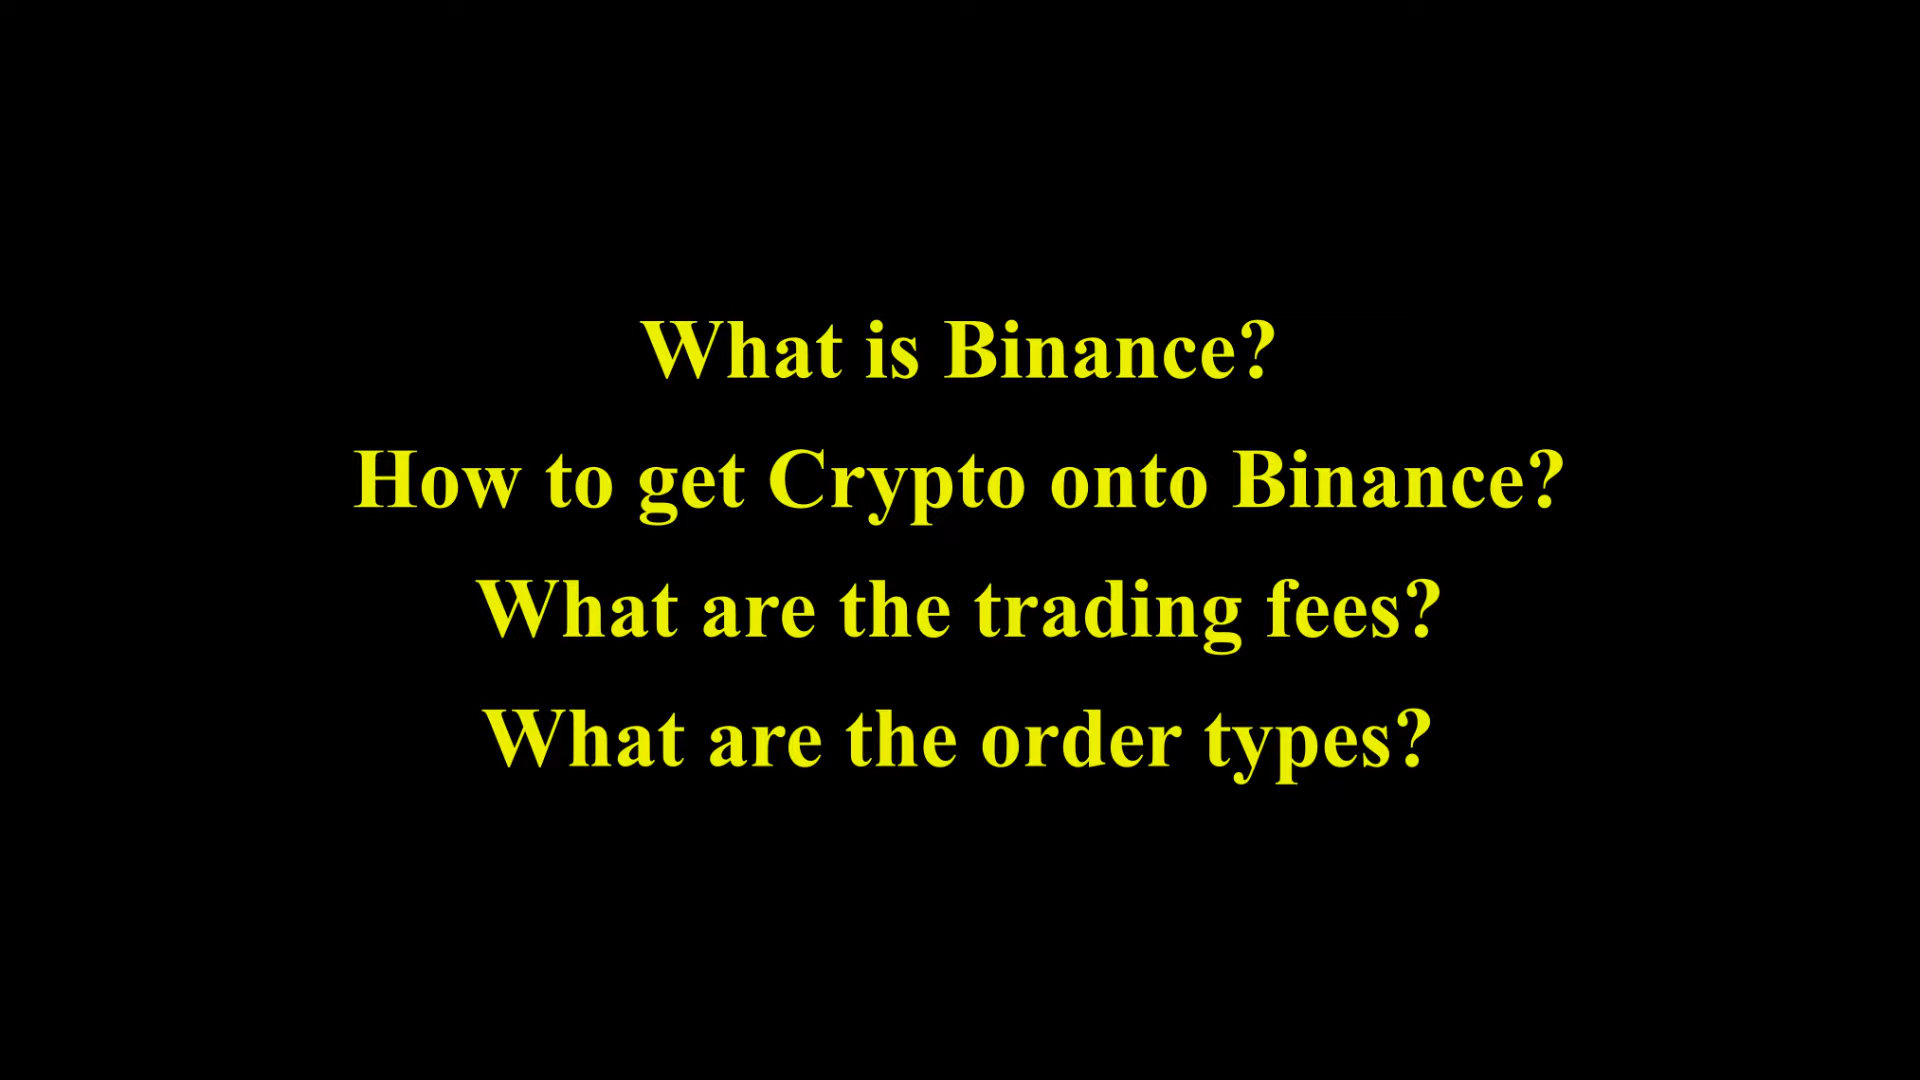 What is Binance?
How to get Crypto onto Binance?
What are the trading fees?
What are the order types?